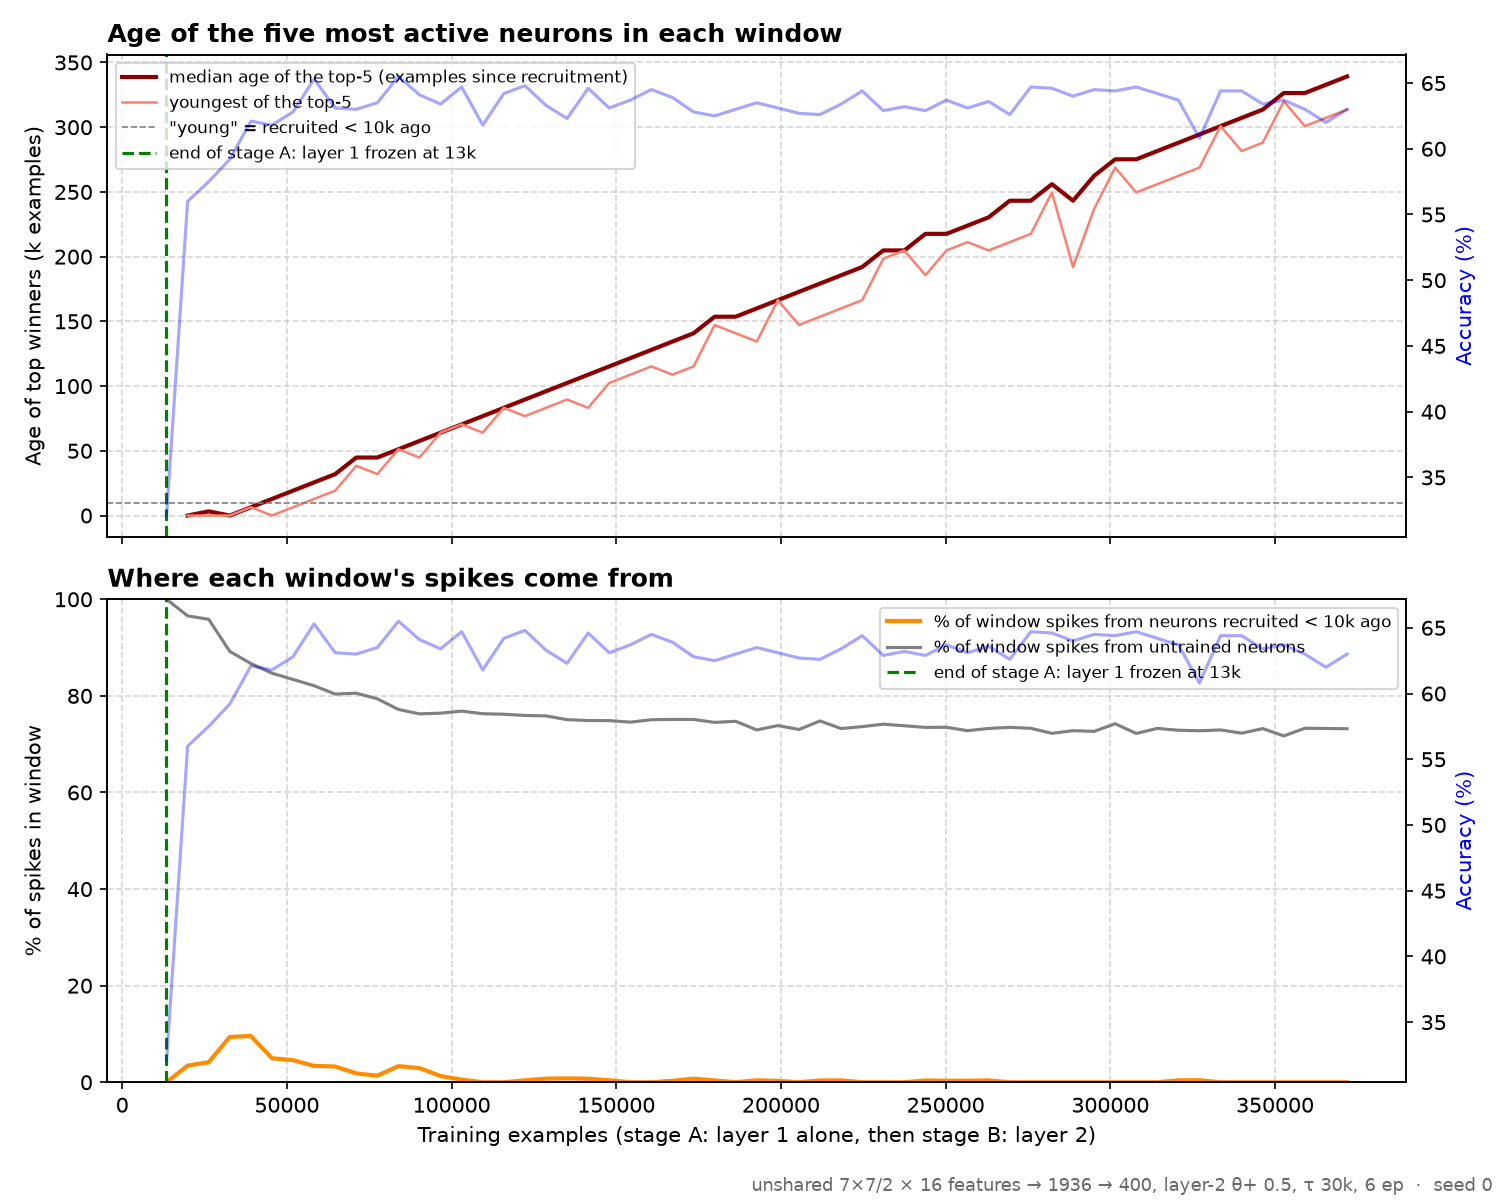 Age of the five most active neurons in each window
median age of the top-5 (examples since recruitment)
youngest of the top-5
"young" = recruited < 10k ago
end of stage A: layer 1 frozen at 13k
350
300
250
200
150
100
50
0
Age of top winners (k examples)
65
60
55
50
45
40
35
Accuracy (%)
Where each window's spikes come from
% of window spikes from neurons recruited < 10k ago
% of window spikes from untrained neurons
end of stage A: layer 1 frozen at 13k
100
80
60
40
20
0
% of spikes in window
65
60
55
50
45
40
35
Accuracy (%)
0 50000 100000 150000 200000 250000 300000 350000
Training examples (stage A: layer 1 alone, then stage B: layer 2)
unshared 7×7/2 × 16 features → 1936 → 400, layer-2 θ+ 0.5, τ 30k, 6 ep · seed 0